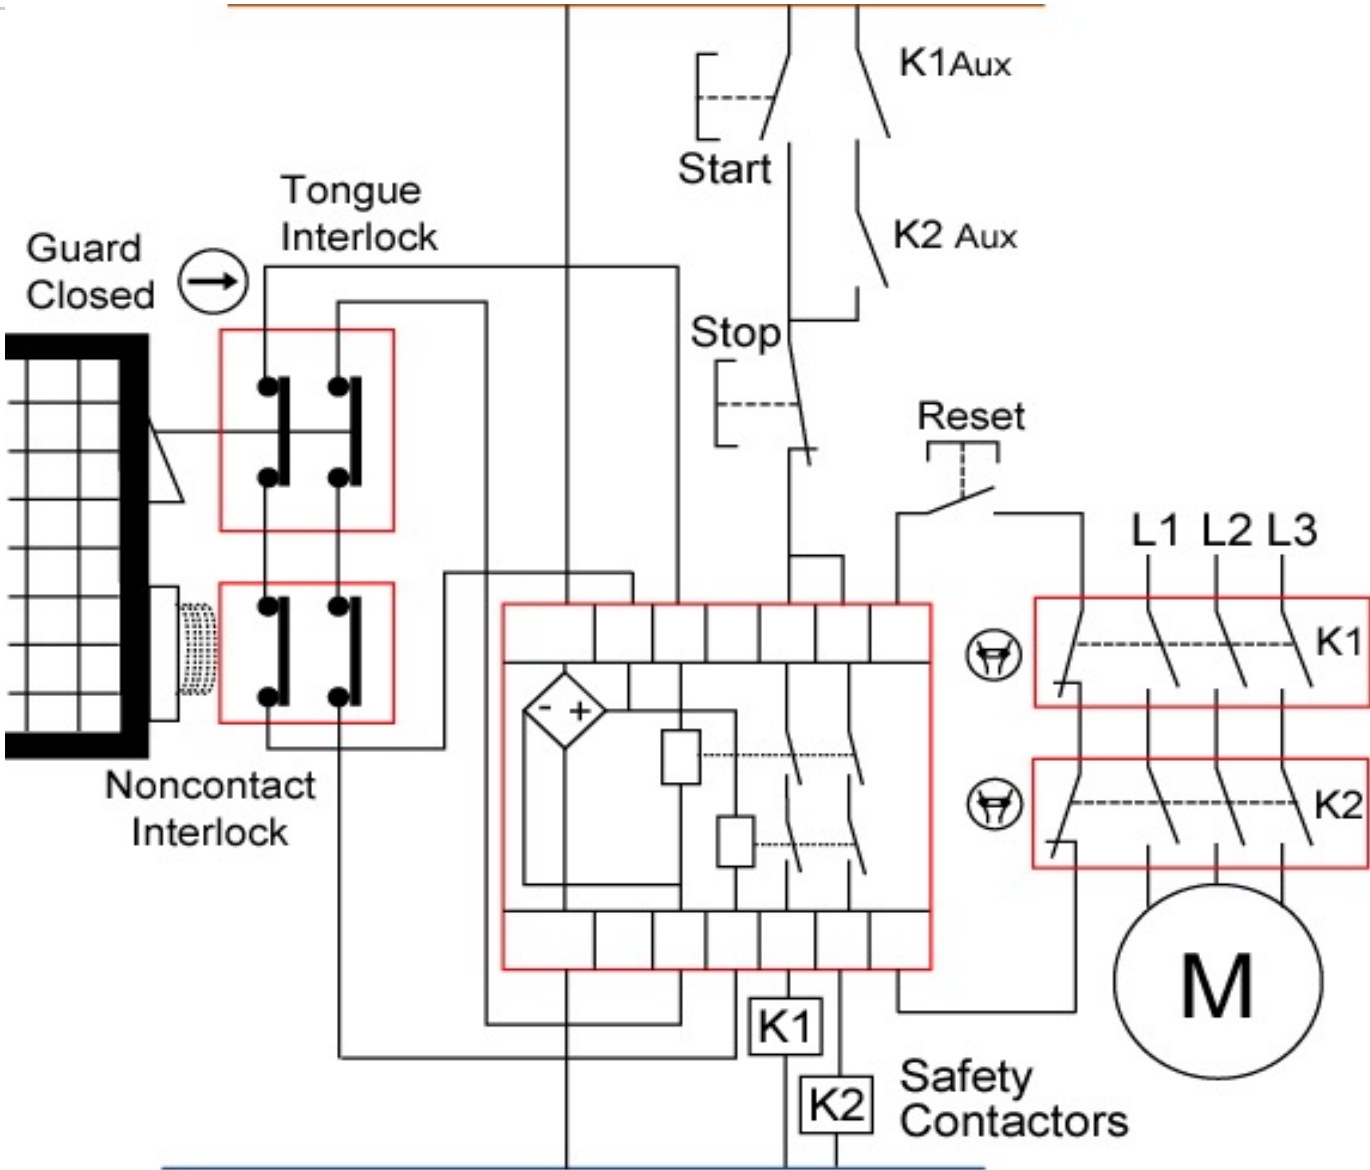 K1Aux
Start
Tongue
Interlock
K2 Aux
Guard
Closed
Stop
Reset
L1 L2 L3
K1
- +
K2
Noncontact
Interlock
M
K1
K2
Safety
Contactors